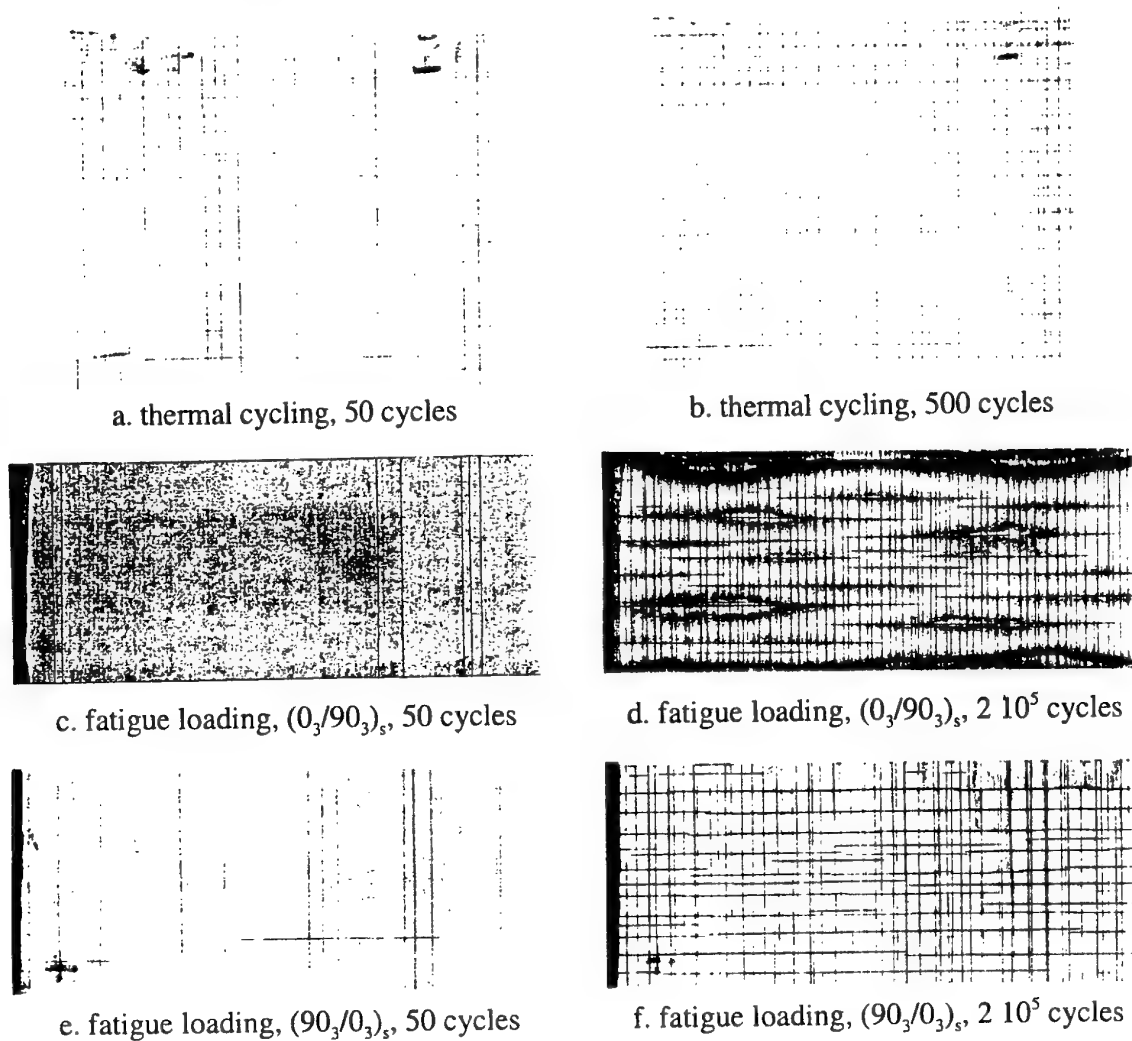 a. thermal cycling, 50 cycles
b. thermal cycling, 500 cycles
c. fatigue loading, (0₃/90₃)ₛ, 50 cycles
d. fatigue loading, (0₃/90₃)ₛ, 2 10⁵ cycles
e. fatigue loading, (90₃/0₃)ₛ, 50 cycles
f. fatigue loading, (90₃/0₃)ₛ, 2 10⁵ cycles